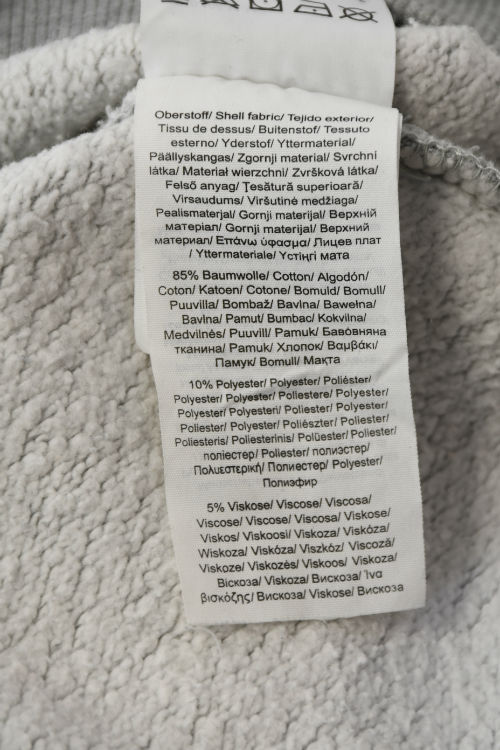 Oberstoff/ Shell fabric/ Tejido exterior/
Tissu de dessus/ Buitenstof/ Tessuto
esterno/ Yderstof/ Yttermaterial/
Päällyskangas/ Zgornji material/ Svrchní
látka/ Materiał wierzchni/ Zvršková látka/
Felső anyag/ Ţesătură superioară/
Virsaudums/ Viršutinė medžiaga/
Pealismaterjal/ Gornji materijal/ Верхній
матеріал/ Gornji materijal/ Верхний
материал/ Επάνω ύφασμα/ Лицев плат
/ Yttermateriale/ Үстіңгі мата
85% Baumwolle/ Cotton/ Algodón/
Coton/ Katoen/ Cotone/ Bomuld/ Bomull/
Puuvilla/ Bombaž/ Bavlna/ Bawełna/
Bavlna/ Pamut/ Bumbac/ Kokvilna/
Medvilnės/ Puuvill/ Pamuk/ Бавовняна
тканина/ Pamuk/ Хлопок/ Βαμβάκι/
Памук/ Bomull/ Мақта
10% Polyester/ Polyester/ Poliéster/
Polyester/ Polyester/ Poliestere/ Polyester/
Polyester/ Polyesteri/ Poliester/ Polyester/
Poliester/ Polyester/ Poliészter/ Poliester/
Poliesteris/ Poliesterinis/ Polüester/ Poliester/
поліестер/ Poliester/ полиэстер/
Πολυεστερική/ Полиестер/ Polyester/
Полиэфир
5% Viskose/ Viscose/ Viscosa/
Viscose/ Viscose/ Viscosa/ Viskose/
Viskos/ Viskoosi/ Viskoza/ Viskóza/
Wiskoza/ Viskóza/ Viszkóz/ Viscoză/
Viskoze/ Viskozės/ Viskoos/ Viskoza/
Віскоза/ Viskoza/ Вискоза/ Ίνα
βισκόζης/ Вискоза/ Viskose/ Вискоза